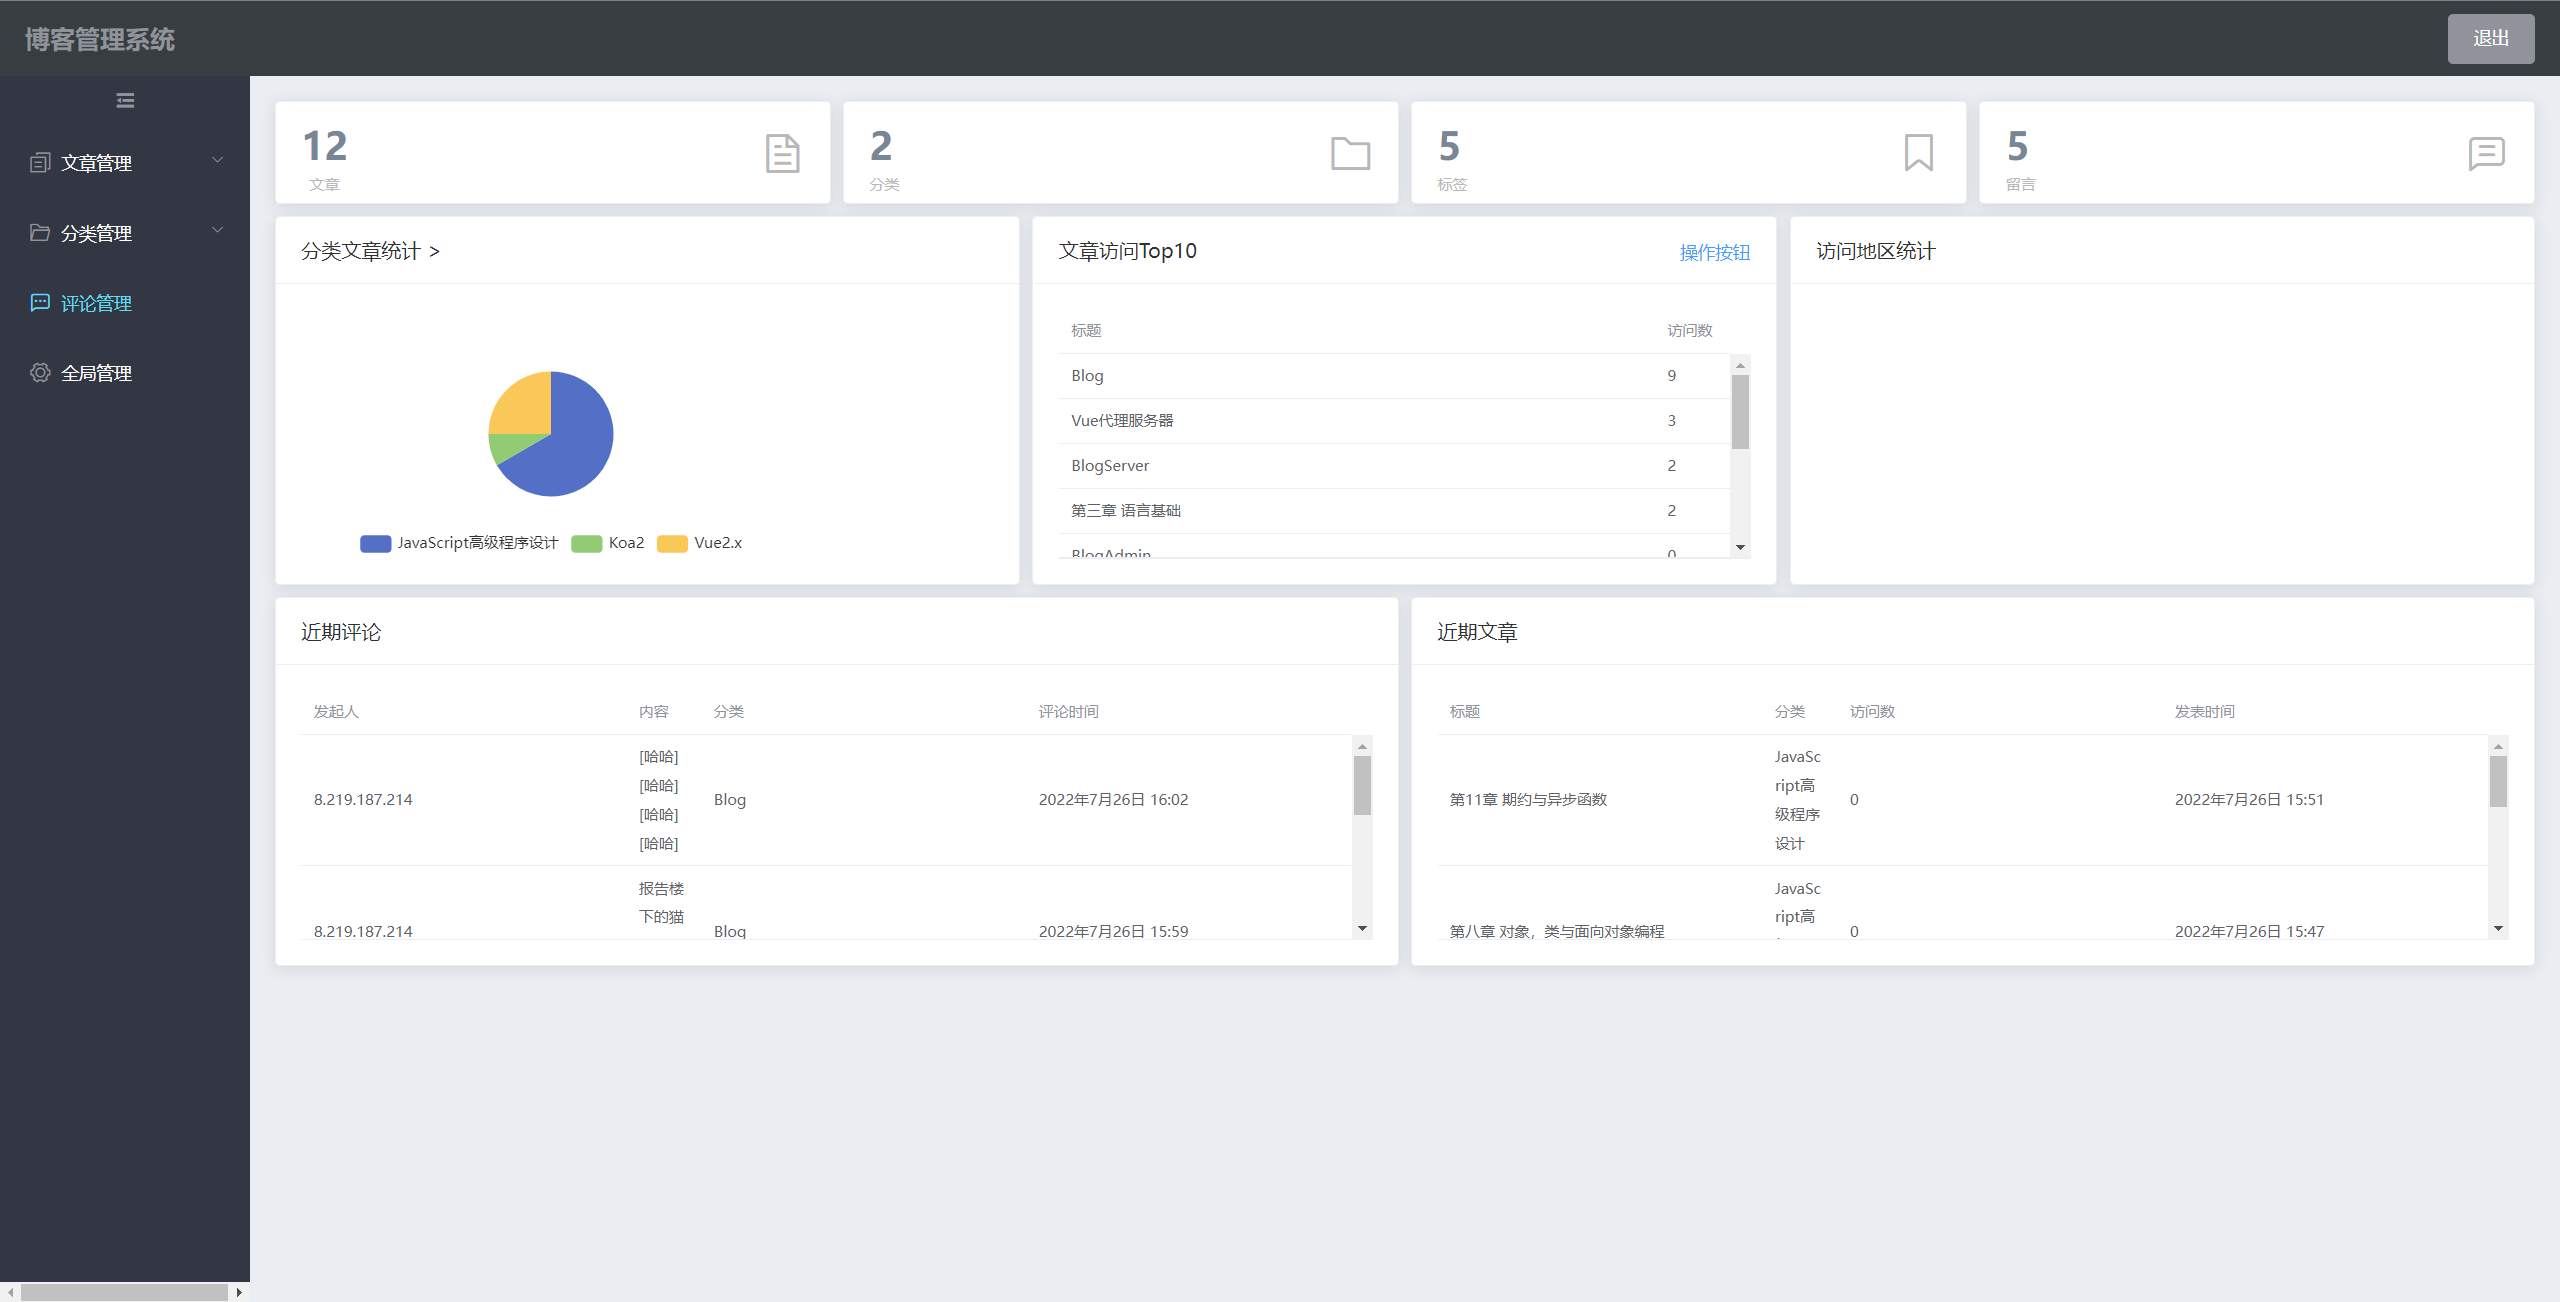 博客管理系统
退出
文章管理
分类管理
评论管理
全局管理
12
文章
2
分类
5
标签
5
留言
分类文章统计 >
JavaScript高级程序设计 Koa2 Vue2.x
文章访问Top10
操作按钮
标题 访问数
Blog 9
Vue代理服务器 3
BlogServer 2
第三章 语言基础 2
BlogAdmin 0
访问地区统计
近期评论
发起人 内容 分类 评论时间
[哈哈]
[哈哈]
8.219.187.214 Blog 2022年7月26日 16:02
[哈哈]
[哈哈]
报告楼
下的猫
8.219.187.214 Blog 2022年7月26日 15:59
近期文章
标题 分类 访问数 发表时间
JavaSc
ript高
第11章 期约与异步函数 0 2022年7月26日 15:51
级程序
设计
JavaSc
ript高
第八章 对象，类与面向对象编程 0 2022年7月26日 15:47